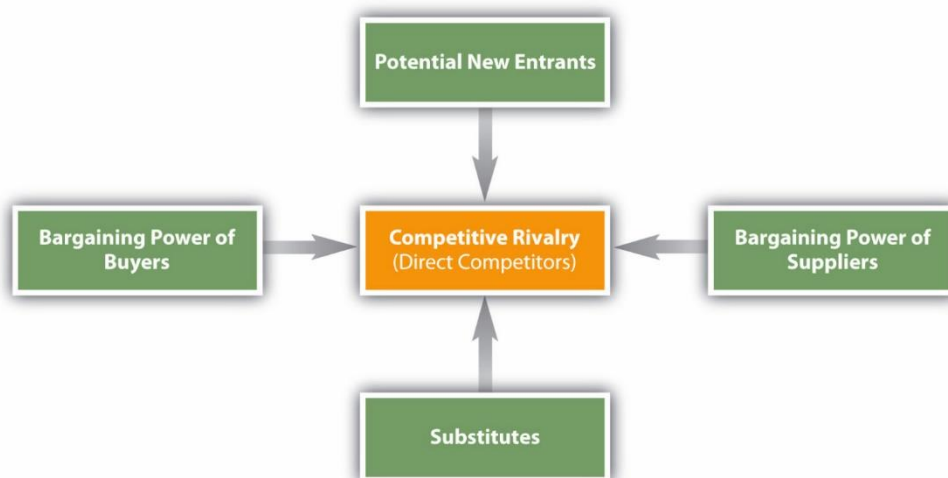 Potential New Entrants
Bargaining Power of
Buyers
Competitive Rivalry
(Direct Competitors)
Bargaining Power of
Suppliers
Substitutes